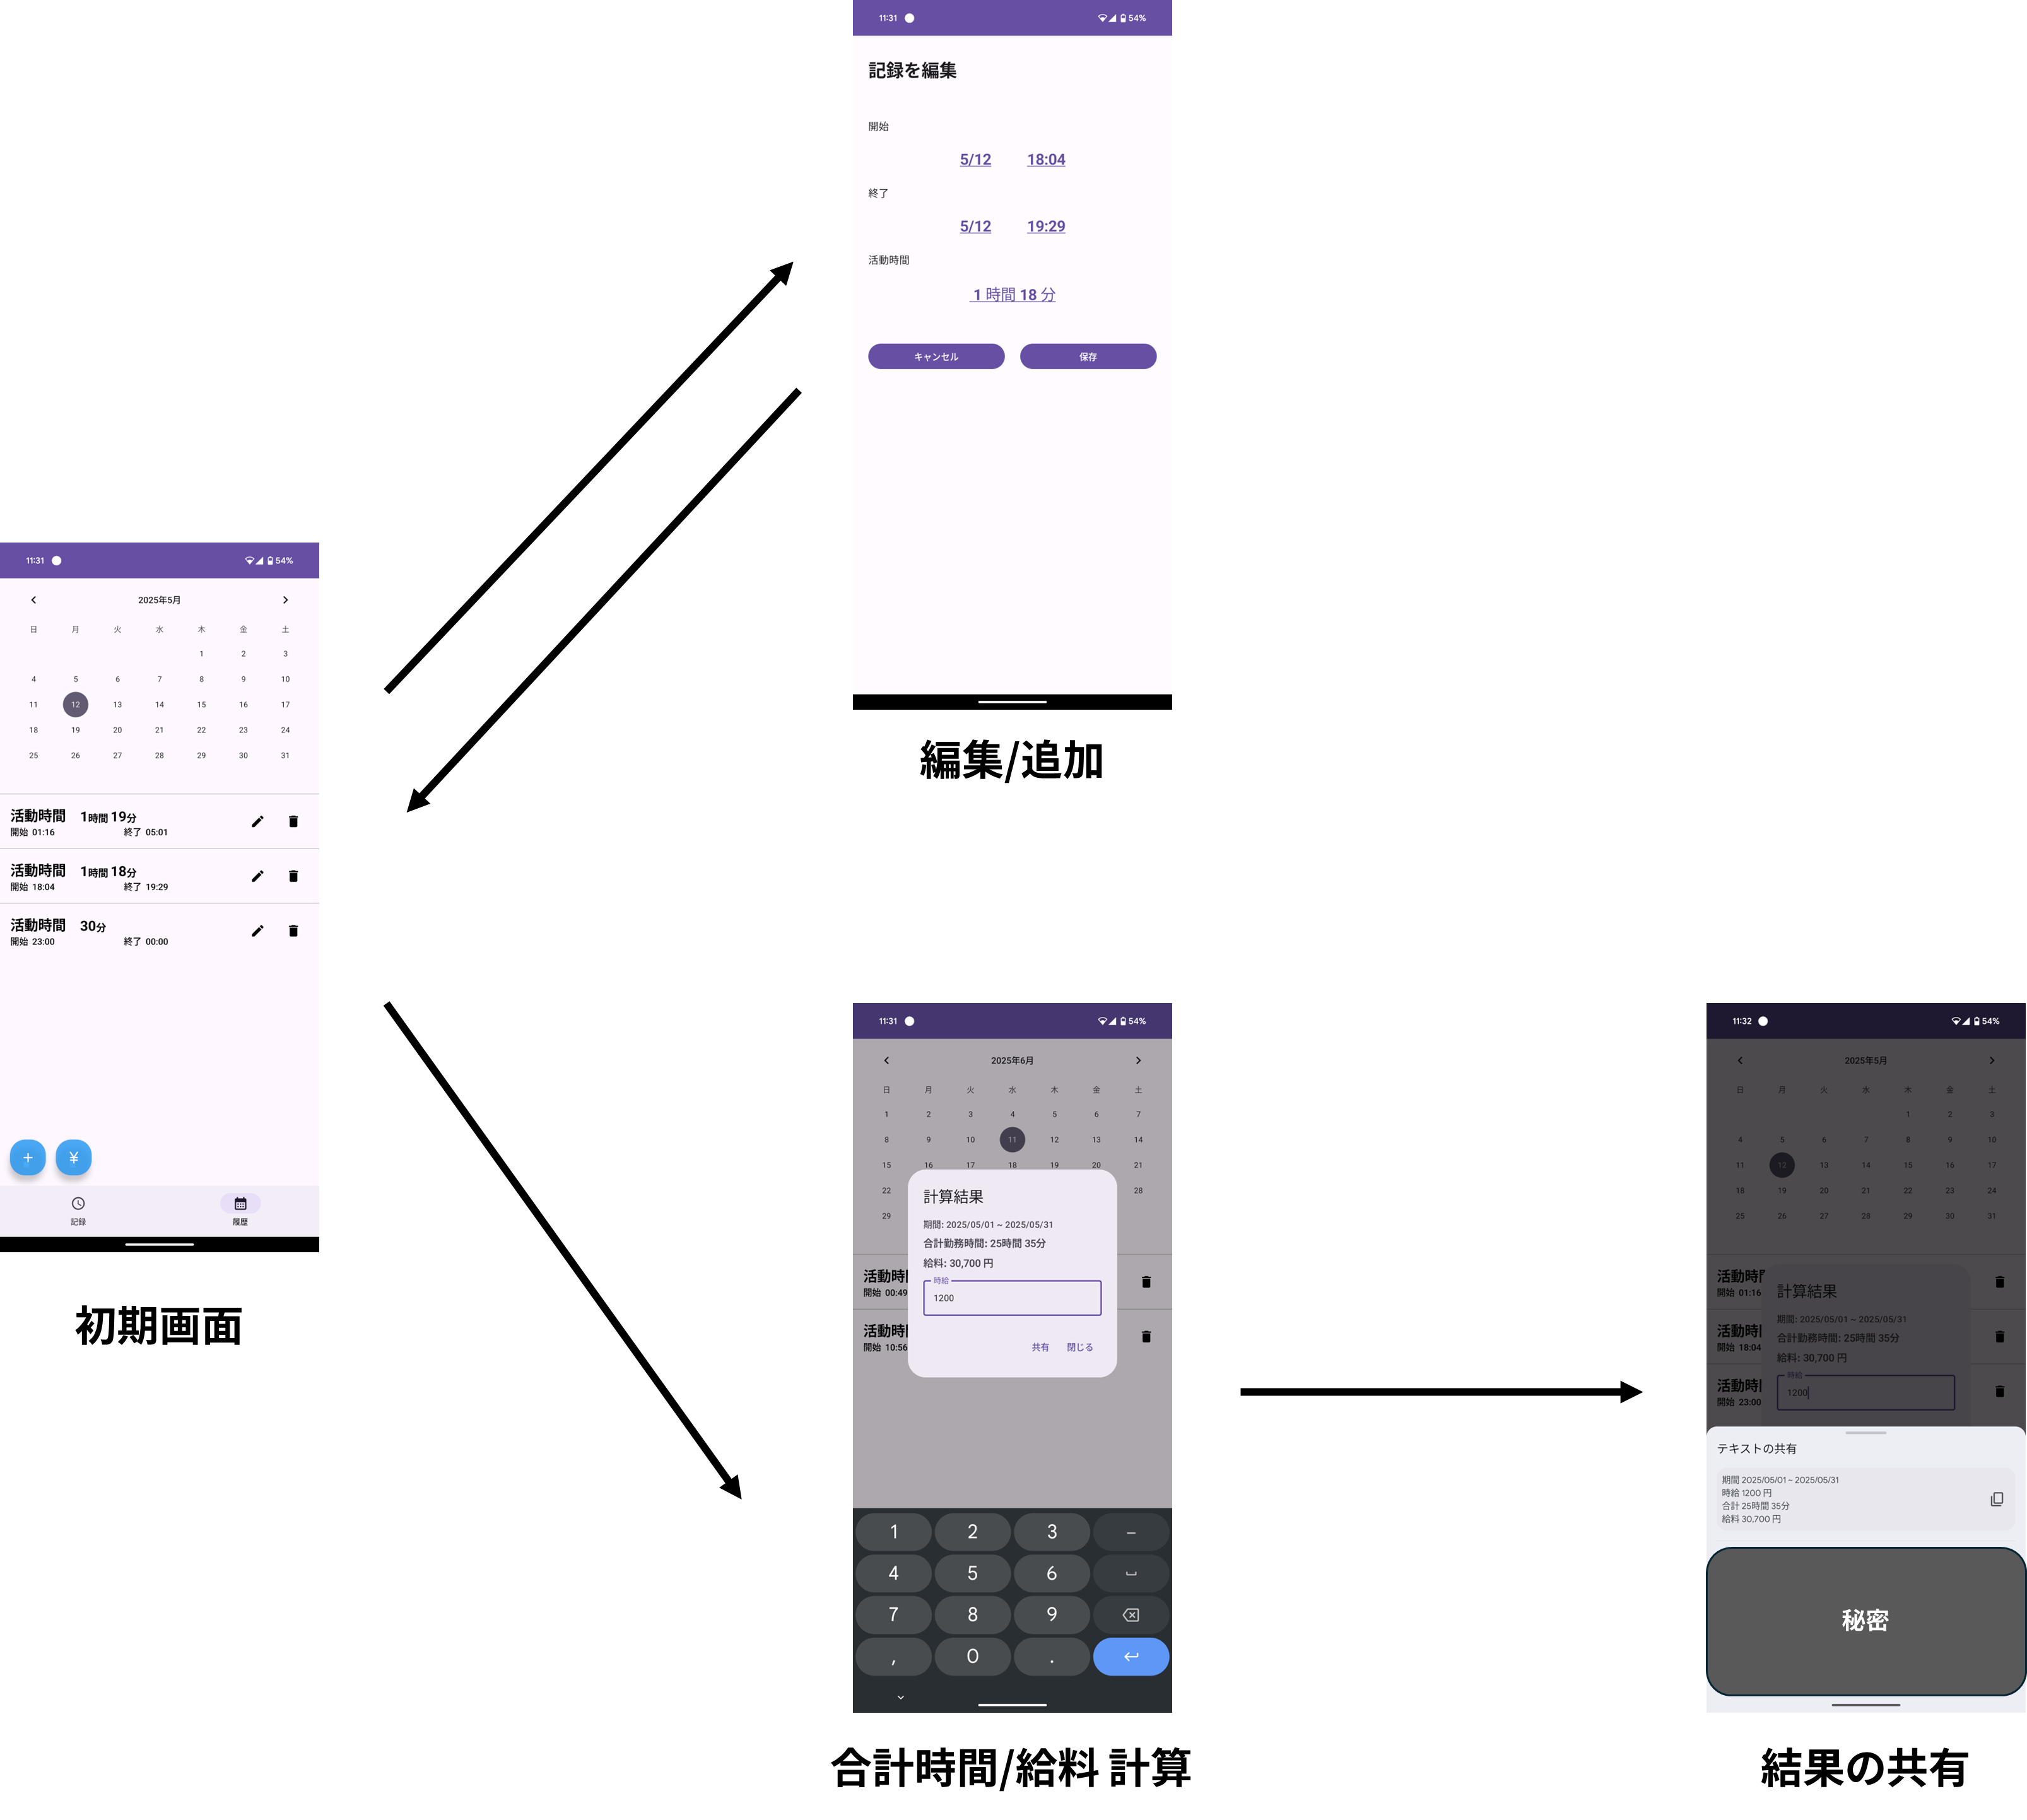 11:31 54%
記録を編集
開始
5/12 18:04
終了
5/12 19:29
活動時間
1 時間 18 分
キャンセル 保存
編集/追加
11:31 54%
2025年5月
日 月 火 水 木 金 土
1 2 3
4 5 6 7 8 9 10
11 12 13 14 15 16 17
18 19 20 21 22 23 24
25 26 27 28 29 30 31
活動時間 1時間 19分
開始 01:16 終了 05:01
活動時間 1時間 18分
開始 18:04 終了 19:29
活動時間 30分
開始 23:00 終了 00:00
+ ¥
記録 履歴
初期画面
11:31 54%
2025年6月
日 月 火 水 木 金 土
1 2 3 4 5 6 7
8 9 10 11 12 13 14
15 16 17 18 19 20 21
22 28
29
計算結果
期間: 2025/05/01 ~ 2025/05/31
合計勤務時間: 25時間 35分
給料: 30,700 円
時給
1200
共有 閉じる
活動時
開始 00:49
活動時
開始 10:56
1 2 3 –
4 5 6
7 8 9
, 0 .
合計時間/給料 計算
11:32 54%
2025年5月
日 月 火 水 木 金 土
1 2 3
4 5 6 7 8 9 10
11 12 13 14 15 16 17
18 19 20 21 22 23 24
25 26 27 28 29 30 31
活動時
開始 01:16
活動時
開始 18:04
活動時
開始 23:00
計算結果
期間: 2025/05/01 ~ 2025/05/31
合計勤務時間: 25時間 35分
給料: 30,700 円
時給
1200
テキストの共有
期間 2025/05/01 ~ 2025/05/31
時給 1200 円
合計 25時間 35分
給料 30,700 円
秘密
結果の共有